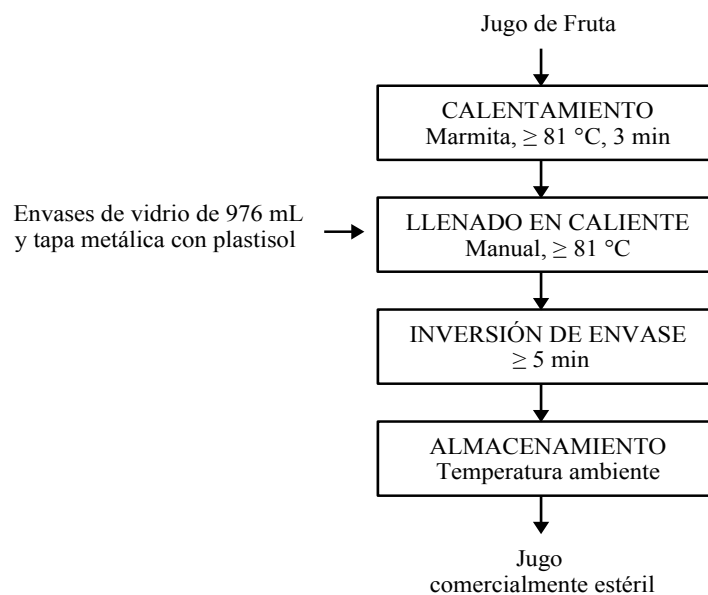 Jugo de Fruta
CALENTAMIENTO
Marmita, ≥ 81 °C, 3 min
Envases de vidrio de 976 mL
y tapa metálica con plastisol
LLENADO EN CALIENTE
Manual, ≥ 81 °C
INVERSIÓN DE ENVASE
≥ 5 min
ALMACENAMIENTO
Temperatura ambiente
Jugo
comercialmente estéril